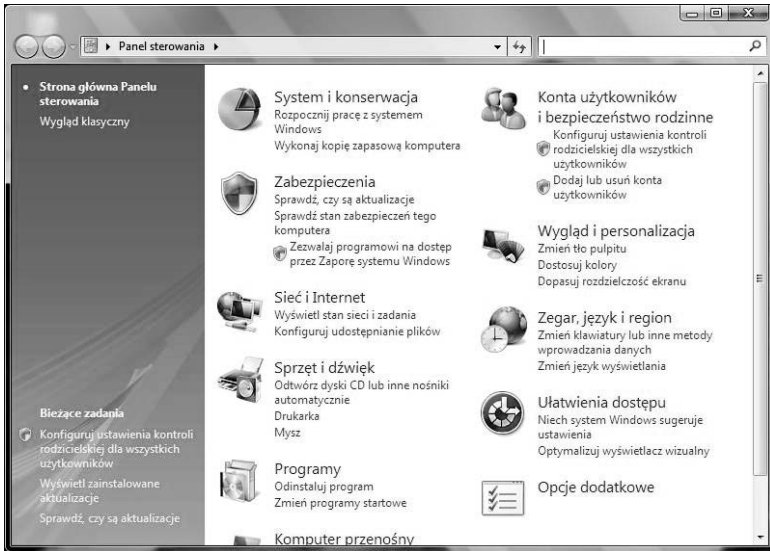 Panel sterowania
Strona główna Panelu
sterowania
Wygląd klasyczny
Bieżące zadania
Konfiguruj ustawienia kontroli
rodzicielskiej dla wszystkich
użytkowników
Wyświetl zainstalowane
aktualizacje
Sprawdź, czy są aktualizacje
System i konserwacja
Rozpocznij pracę z systemem
Windows
Wykonaj kopię zapasową komputera
Zabezpieczenia
Sprawdź, czy są aktualizacje
Sprawdź stan zabezpieczeń tego
komputera
Zezwalaj programowi na dostęp
przez Zaporę systemu Windows
Sieć i Internet
Wyświetl stan sieci i zadania
Konfiguruj udostępnianie plików
Sprzęt i dźwięk
Odtwórz dyski CD lub inne nośniki
automatycznie
Drukarka
Mysz
Programy
Odinstaluj program
Zmień programy startowe
Komputer przenośny
Konta użytkowników
i bezpieczeństwo rodzinne
Konfiguruj ustawienia kontroli
rodzicielskiej dla wszystkich
użytkowników
Dodaj lub usuń konta
użytkowników
Wygląd i personalizacja
Zmień tło pulpitu
Dostosuj kolory
Dopasuj rozdzielczość ekranu
Zegar, język i region
Zmień klawiatury lub inne metody
wprowadzania danych
Zmień język wyświetlania
Ułatwienia dostępu
Niech system Windows sugeruje
ustawienia
Optymalizuj wyświetlacz wizualny
Opcje dodatkowe